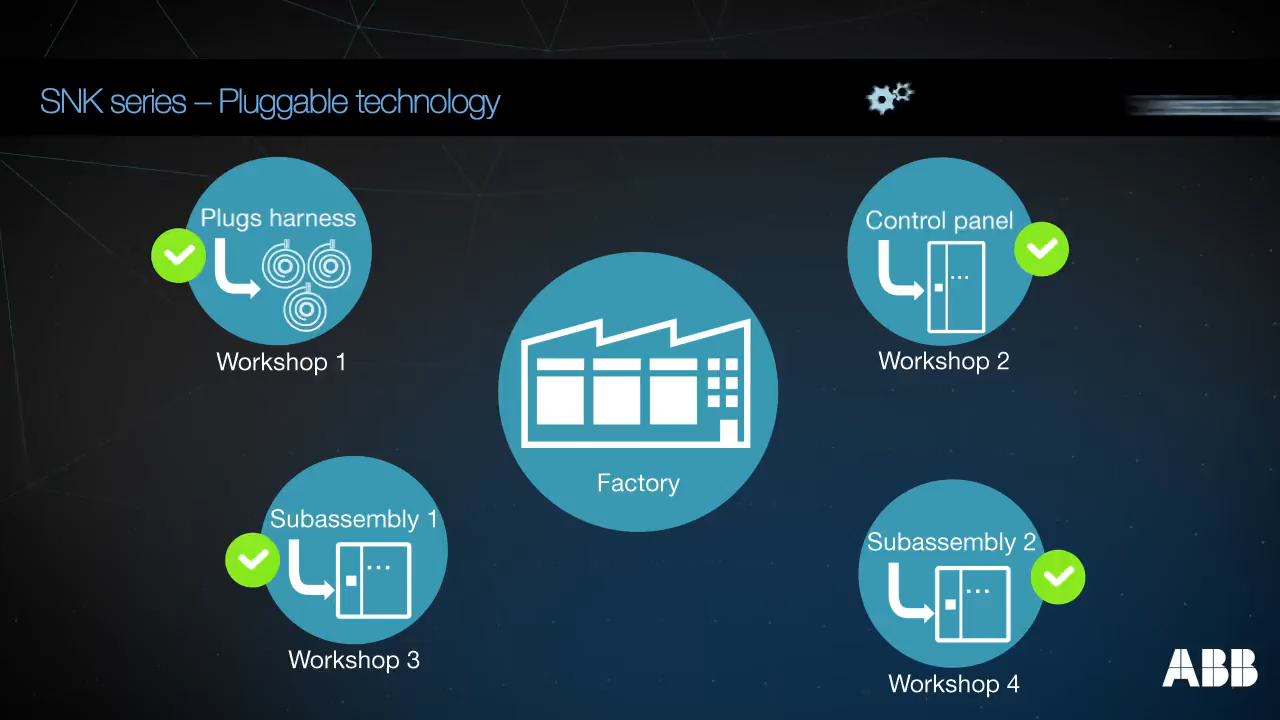 SNK series – Pluggable technology
Plugs harness
Workshop 1
Control panel
Workshop 2
Factory
Subassembly 1
Workshop 3
Subassembly 2
Workshop 4
ABB